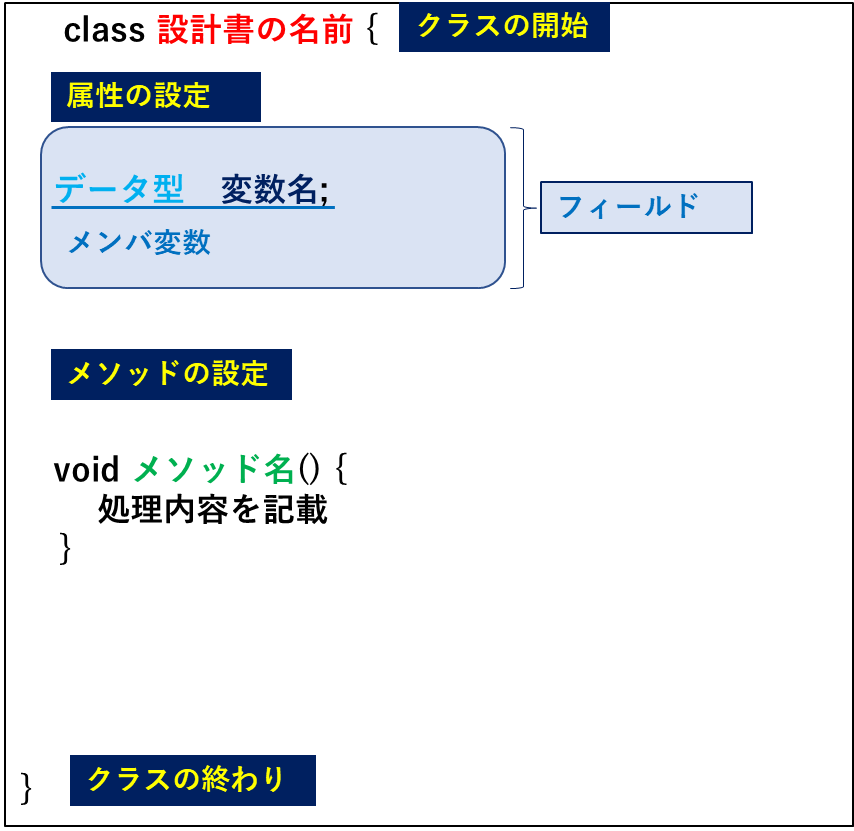 class 設計書の名前 { クラスの開始
属性の設定
データ型 変数名;
メンバ変数
フィールド
メソッドの設定
void メソッド名() {
処理内容を記載
}
} クラスの終わり